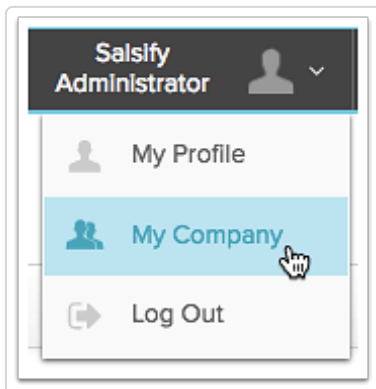 Salsify
Administrator
My Profile
My Company
Log Out